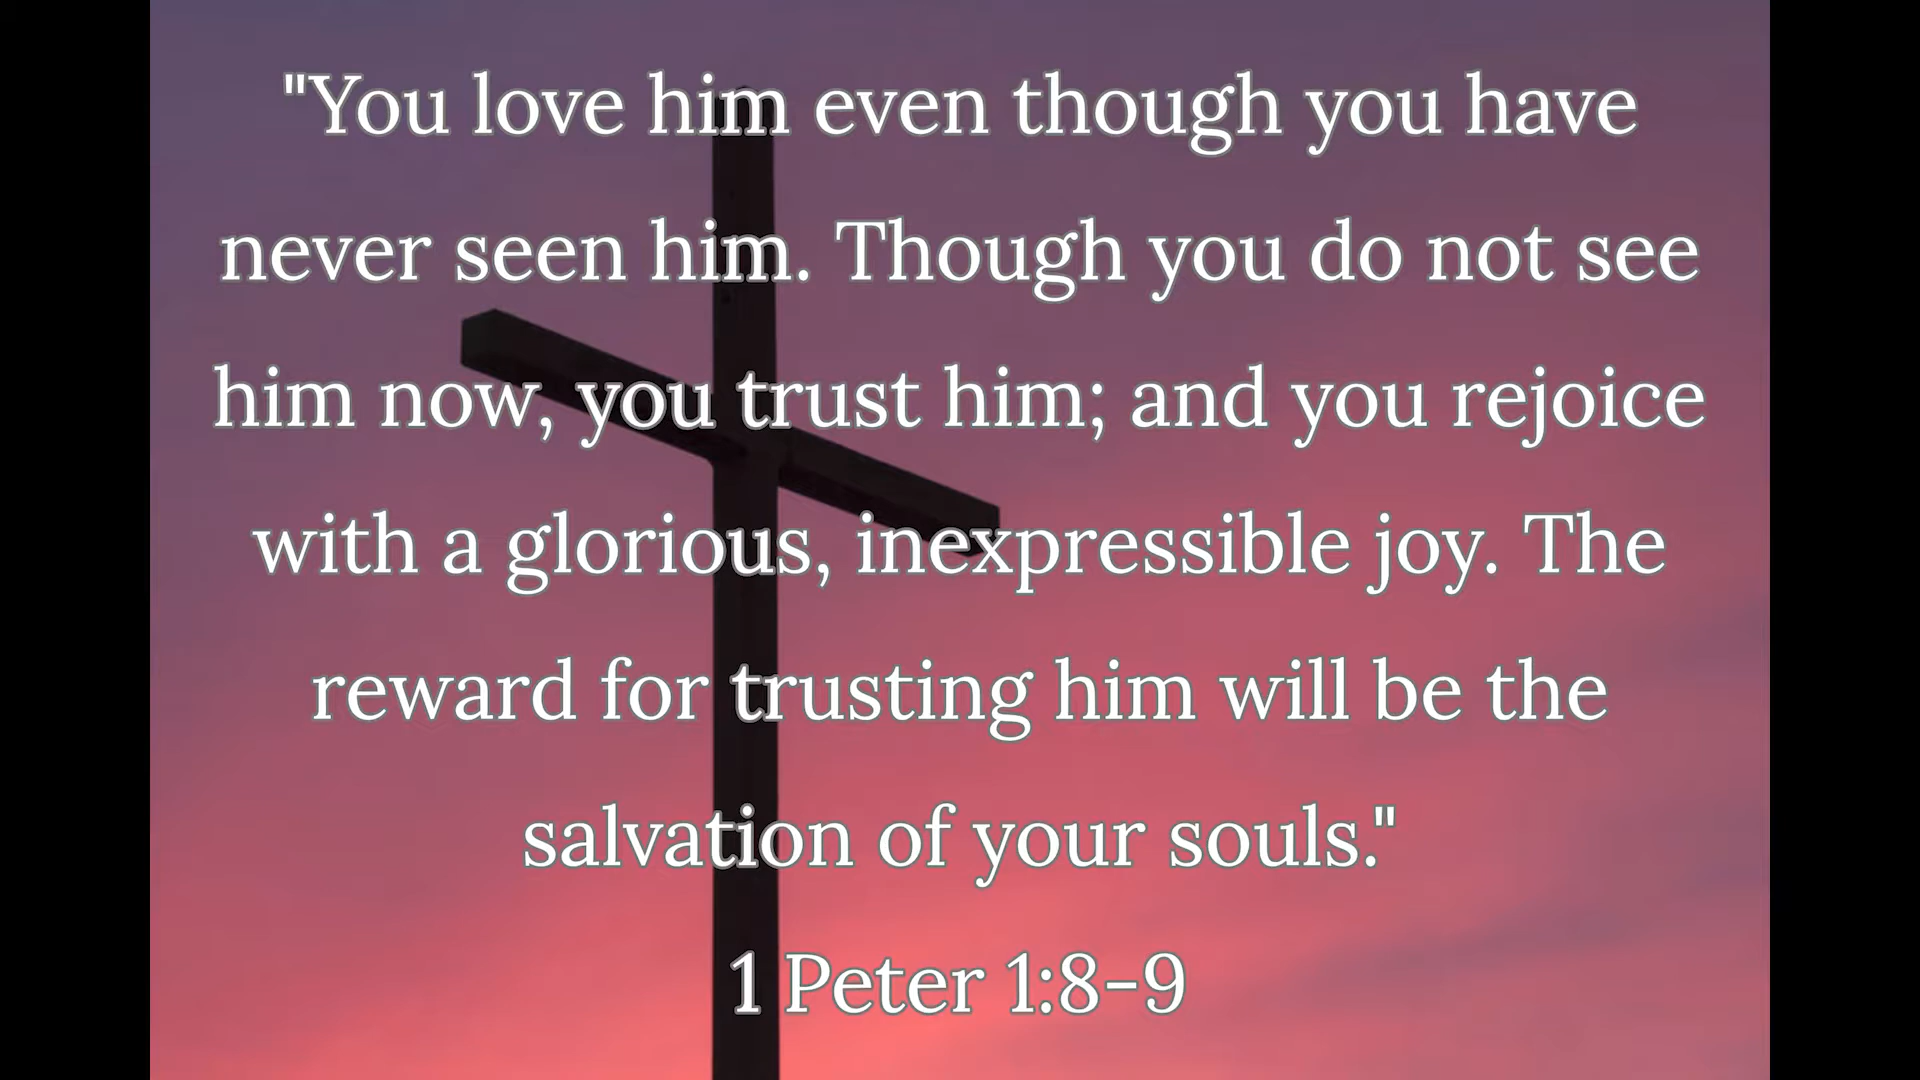 "You love him even though you have
never seen him. Though you do not see
him now, you trust him; and you rejoice
with a glorious, inexpressible joy. The
reward for trusting him will be the
salvation of your souls."
1 Peter 1:8-9